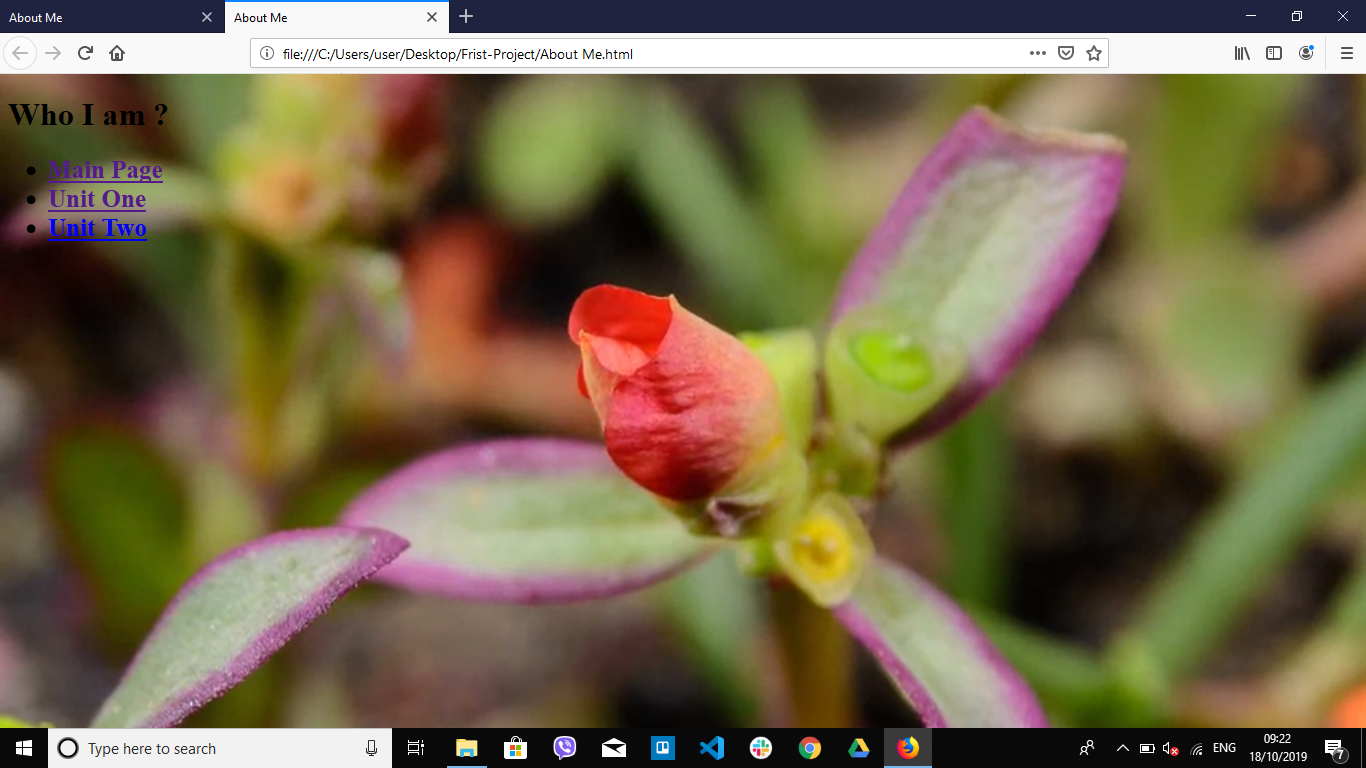 About Me
About Me
file:///C:/Users/user/Desktop/Frist-Project/About Me.html
Who I am ?
Main Page
Unit One
Unit Two
Type here to search
ENG
09:22
18/10/2019
7